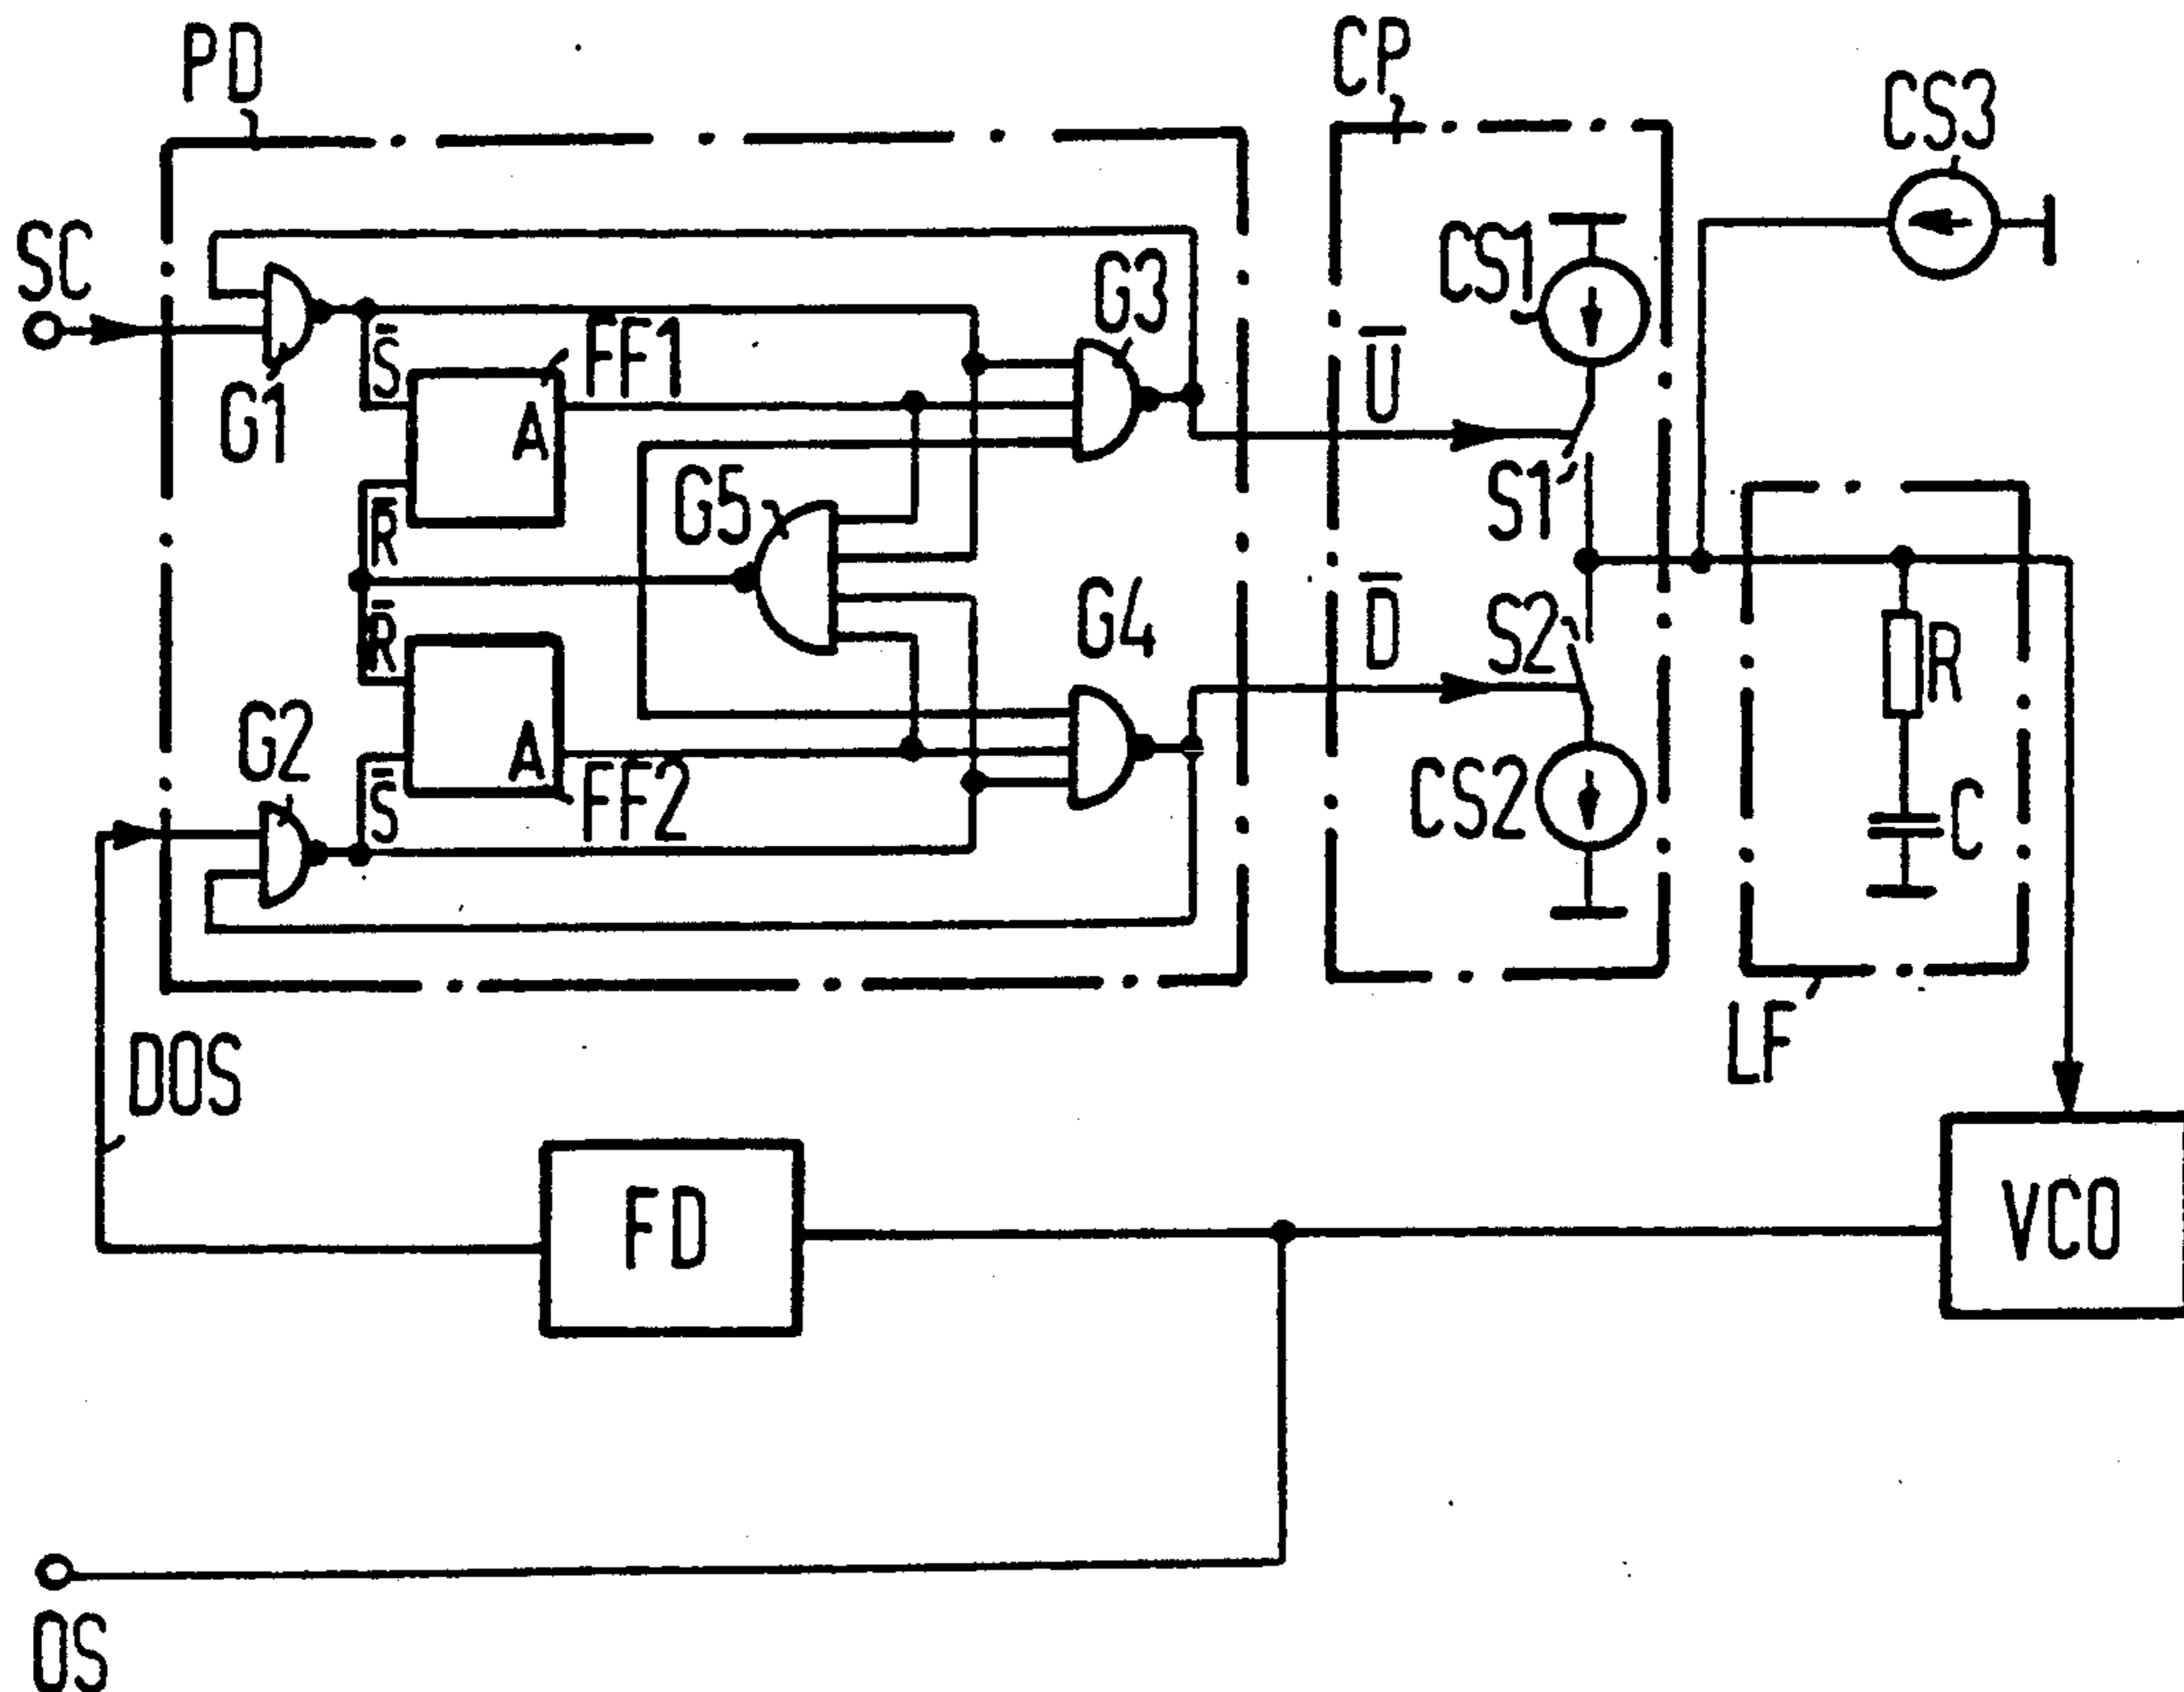 PD
CP
CS3
SC
CS1
G3
S̄
FF1
Ū
G1
A
G5
S1
R̄
D̄
G4
S2
R̄
R
G2
A
CS2
C
S̄
FF2
LF
DOS
FD
VCO
OS